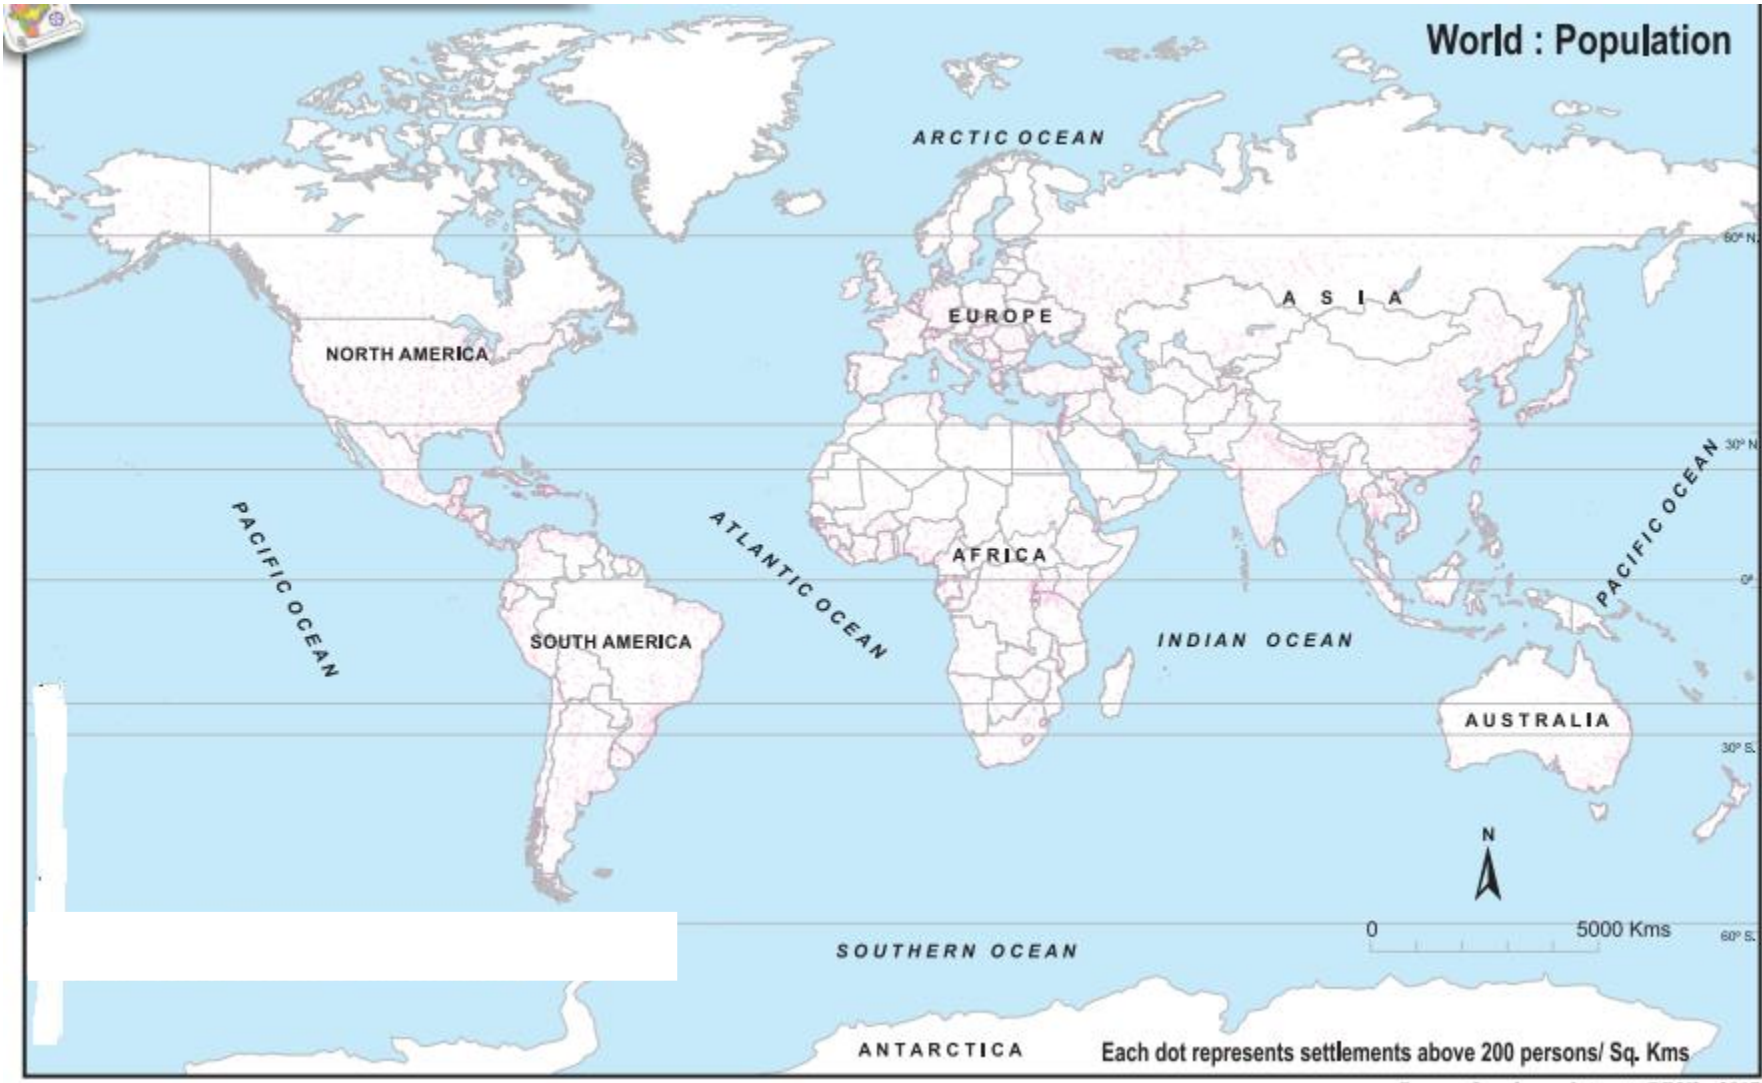 World : Population
ARCTIC OCEAN
60° N.
ASIA
EUROPE
NORTH AMERICA
30° N
PACIFIC OCEAN
ATLANTIC OCEAN
AFRICA
PACIFIC OCEAN
0°
SOUTH AMERICA
INDIAN OCEAN
AUSTRALIA
30° S.
N
0 5000 Kms
60° S.
SOUTHERN OCEAN
ANTARCTICA
Each dot represents settlements above 200 persons/ Sq. Kms